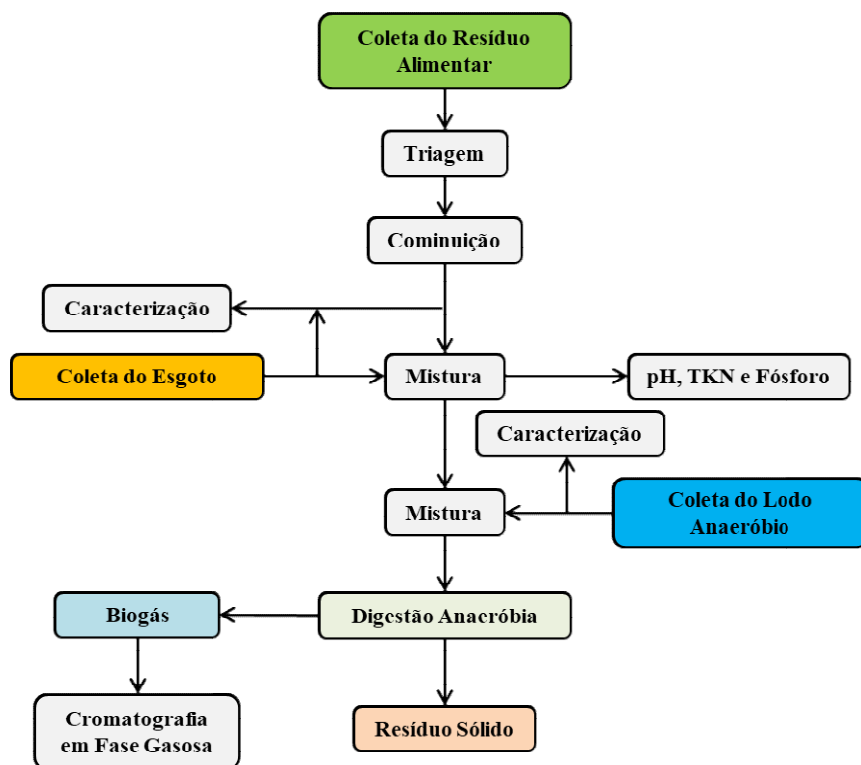 Coleta do Resíduo
Alimentar
Triagem
Cominuição
Caracterização
Coleta do Esgoto
Mistura
pH, TKN e Fósforo
Caracterização
Mistura
Coleta do Lodo
Anaeróbio
Biogás
Digestão Anaeróbia
Cromatografia
em Fase Gasosa
Resíduo Sólido